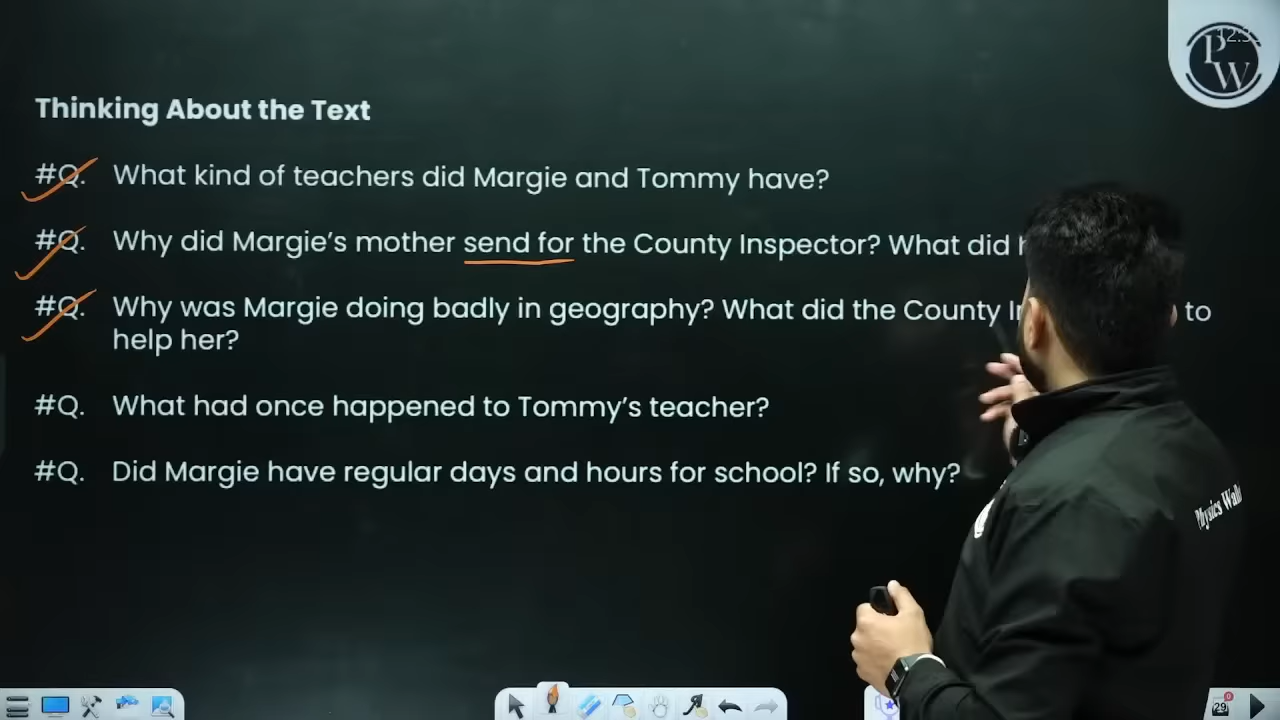 Thinking About the Text
#Q. What kind of teachers did Margie and Tommy have?
#Q. Why did Margie's mother send for the County Inspector? What did
#Q. Why was Margie doing badly in geography? What did the County to
help her?
#Q. What had once happened to Tommy's teacher?
#Q. Did Margie have regular days and hours for school? If so, why?
PW
Physics
29